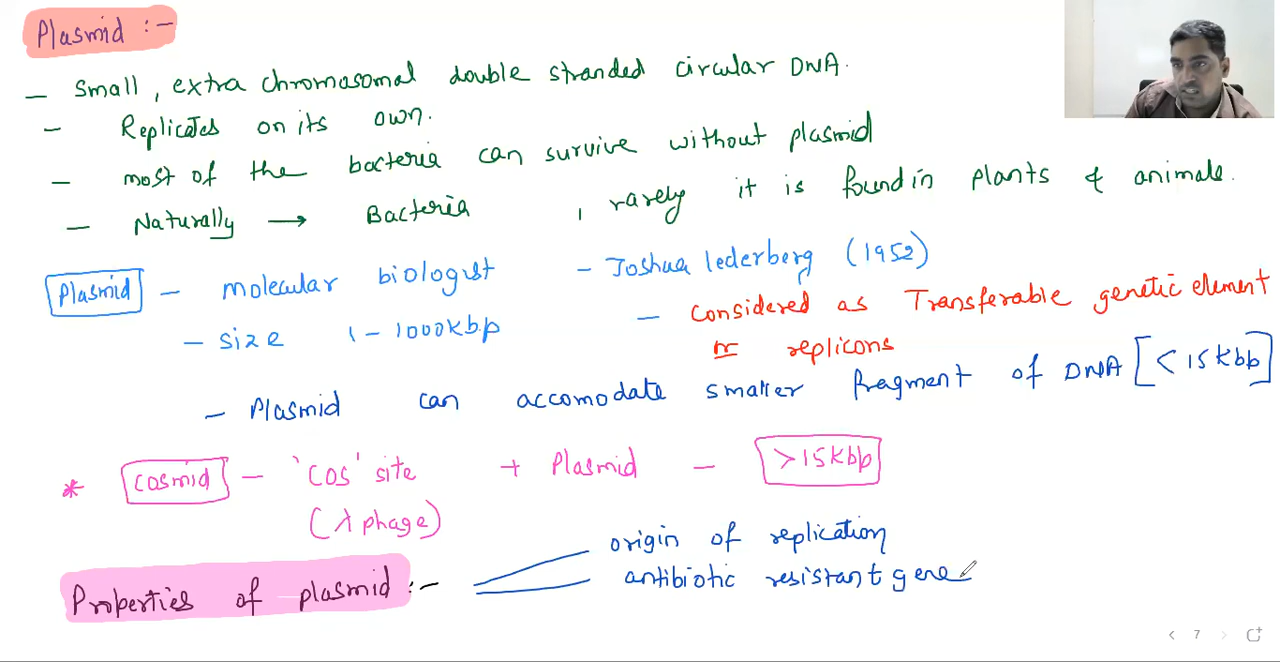 Plasmid :-
- Small, extra chromasomal double stranded circular DNA.
- Replicates on its own.
- most of the bacteria can survive without plasmid
- Naturally → Bacteria , rarely it is found in plants & animals.
Plasmid - molecular biologist - Joshua lederberg (1952)
- size 1 - 1000kb.p
- considered as Transferable genetic element
or replicons
- Plasmid can accomodate smaller fragment of DNA [< 15 kbp]
* Cosmid - 'cos' site + Plasmid - > 15 kbp
(λ phage)
Properties of plasmid :-
origin of replication
antibiotic resistant gene
7